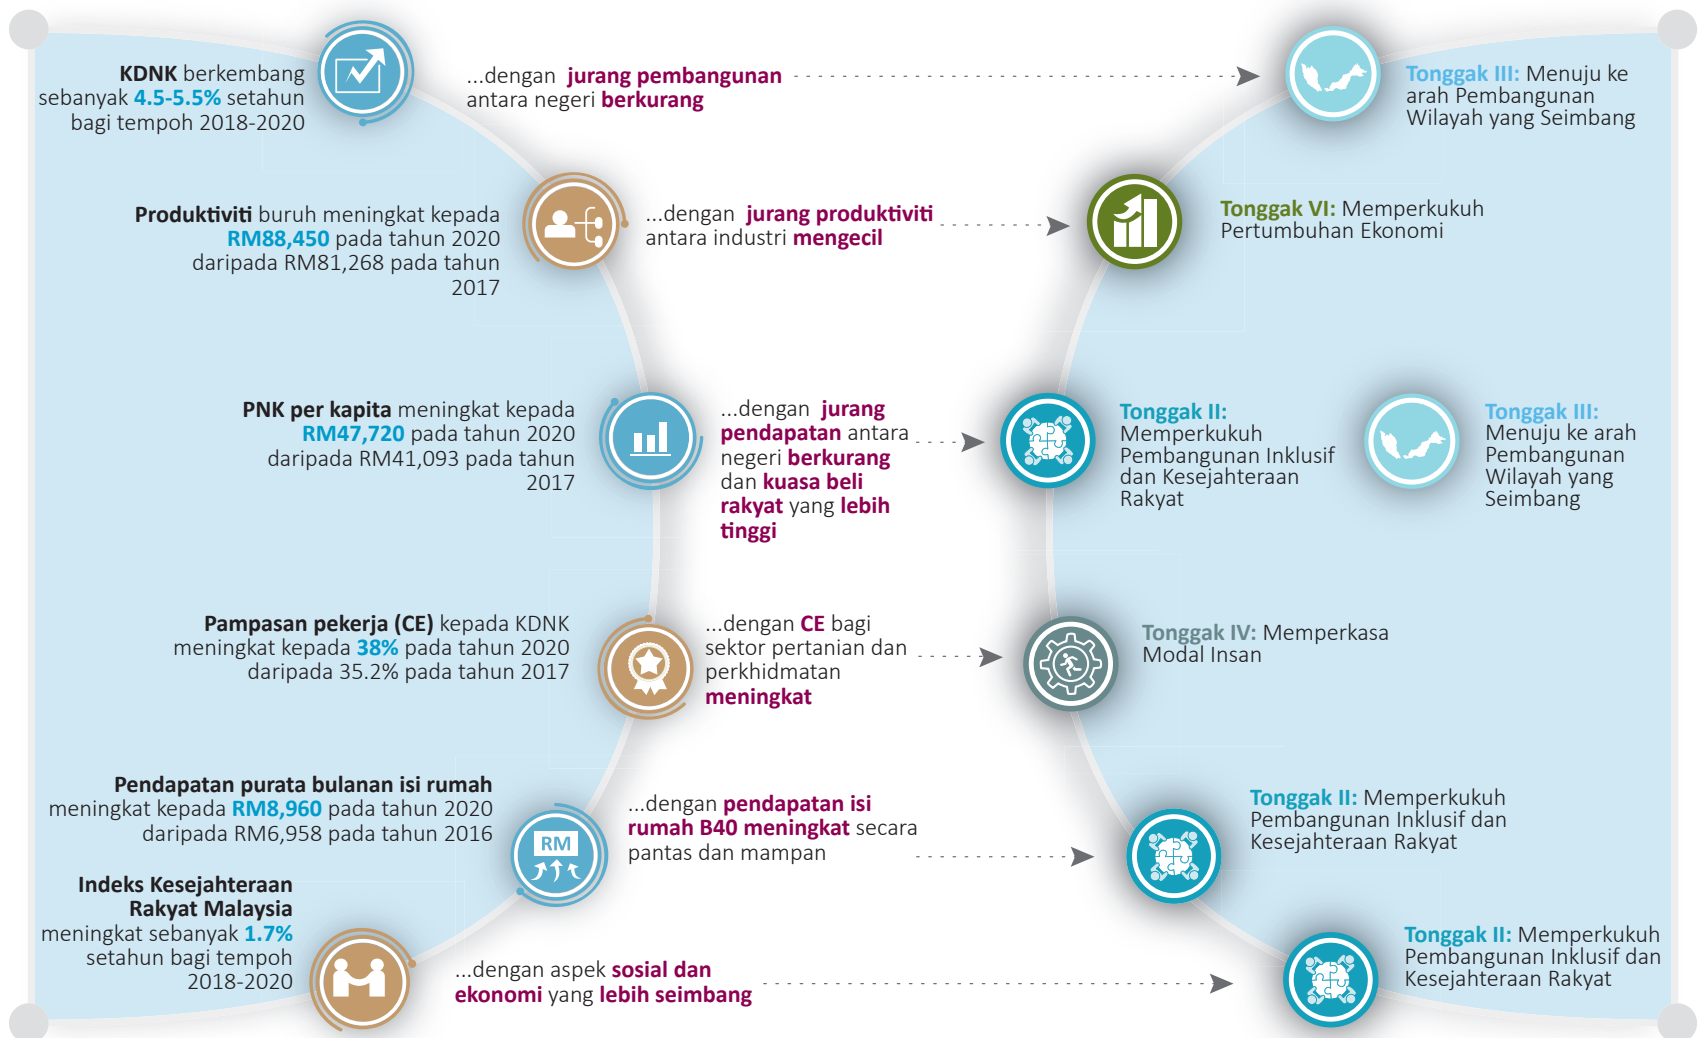 KDNK berkembang
sebanyak 4.5-5.5% setahun
bagi tempoh 2018-2020
...dengan jurang pembangunan
antara negeri berkurang
Tonggak III: Menuju ke
arah Pembangunan
Wilayah yang Seimbang
Produktiviti buruh meningkat kepada
RM88,450 pada tahun 2020
daripada RM81,268 pada tahun
2017
...dengan jurang produktiviti
antara industri mengecil
Tonggak VI: Memperkukuh
Pertumbuhan Ekonomi
PNK per kapita meningkat kepada
RM47,720 pada tahun 2020
daripada RM41,093 pada tahun
2017
...dengan jurang
pendapatan antara
negeri berkurang
dan kuasa beli
rakyat yang lebih
tinggi
Tonggak II:
Memperkukuh
Pembangunan Inklusif
dan Kesejahteraan
Rakyat
Tonggak III:
Menuju ke arah
Pembangunan
Wilayah yang
Seimbang
Pampasan pekerja (CE) kepada KDNK
meningkat kepada 38% pada tahun 2020
daripada 35.2% pada tahun 2017
...dengan CE bagi
sektor pertanian dan
perkhidmatan
meningkat
Tonggak IV: Memperkasa
Modal Insan
Pendapatan purata bulanan isi rumah
meningkat kepada RM8,960 pada tahun 2020
daripada RM6,958 pada tahun 2016
RM
...dengan pendapatan isi
rumah B40 meningkat secara
pantas dan mampan
Tonggak II: Memperkukuh
Pembangunan Inklusif dan
Kesejahteraan Rakyat
Indeks Kesejahteraan
Rakyat Malaysia
meningkat sebanyak 1.7%
setahun bagi tempoh
2018-2020
...dengan aspek sosial dan
ekonomi yang lebih seimbang
Tonggak II: Memperkukuh
Pembangunan Inklusif dan
Kesejahteraan Rakyat